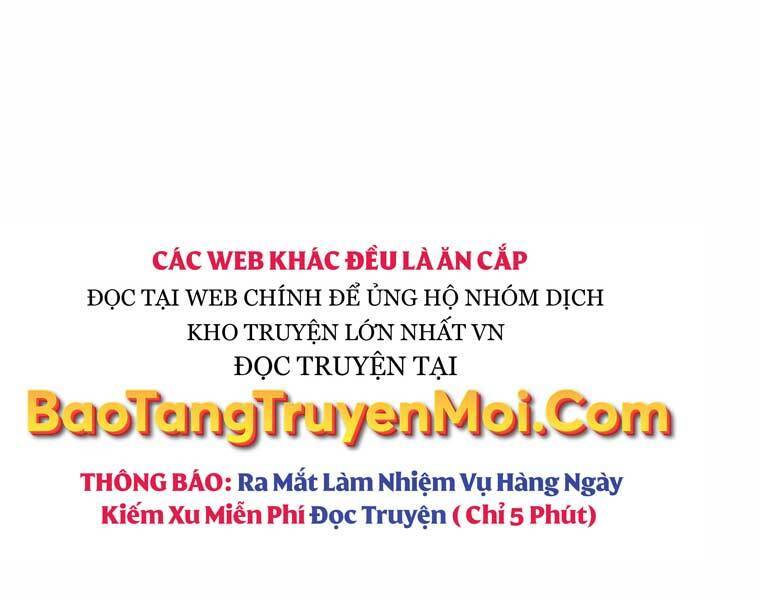 CÁC WEB KHÁC ĐỀU LÀ ĂN CẮP
ĐỌC TẠI WEB CHÍNH ĐỂ ỦNG HỘ NHÓM DỊCH
KHO TRUYỆN LỚN NHẤT VN
ĐỌC TRUYỆN TẠI
BaoTangTruyenMoi.Com
THÔNG BÁO: Ra Mắt Làm Nhiệm Vụ Hàng Ngày
Kiếm Xu Miễn Phí Đọc Truyện ( Chỉ 5 Phút)